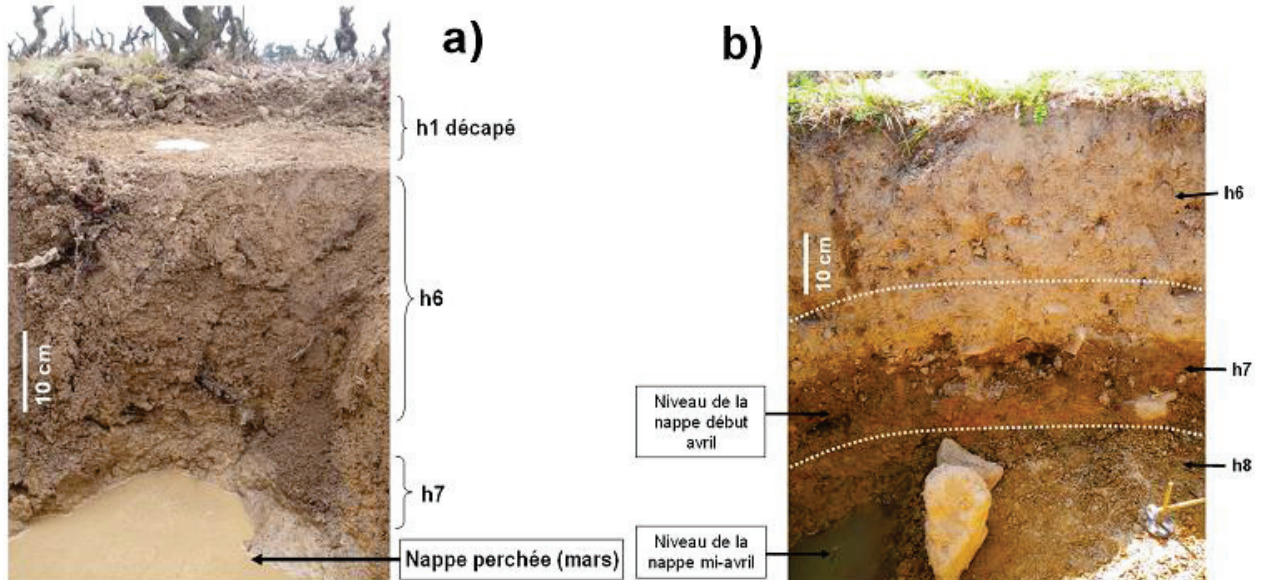 a)
h1 décapé
h6
10 cm
h7
Nappe perchée (mars)
b)
h6
10 cm
h7
Niveau de la
nappe début
avril
h8
Niveau de la
nappe mi-avril